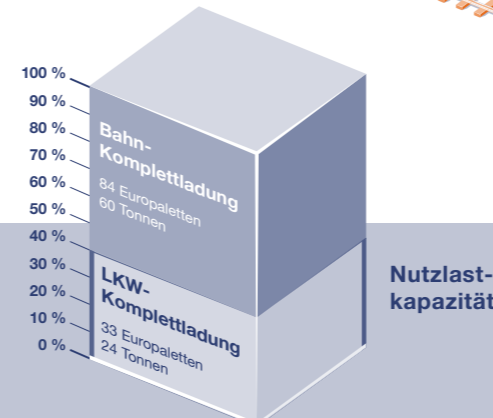 100 %
90 %
80 %
70 %
60 %
50 %
40 %
30 %
20 %
10 %
0 %
Bahn-
Komplettladung
84 Europaletten
60 Tonnen
LKW-
Komplettladung
33 Europaletten
24 Tonnen
Nutzlast-
kapazität